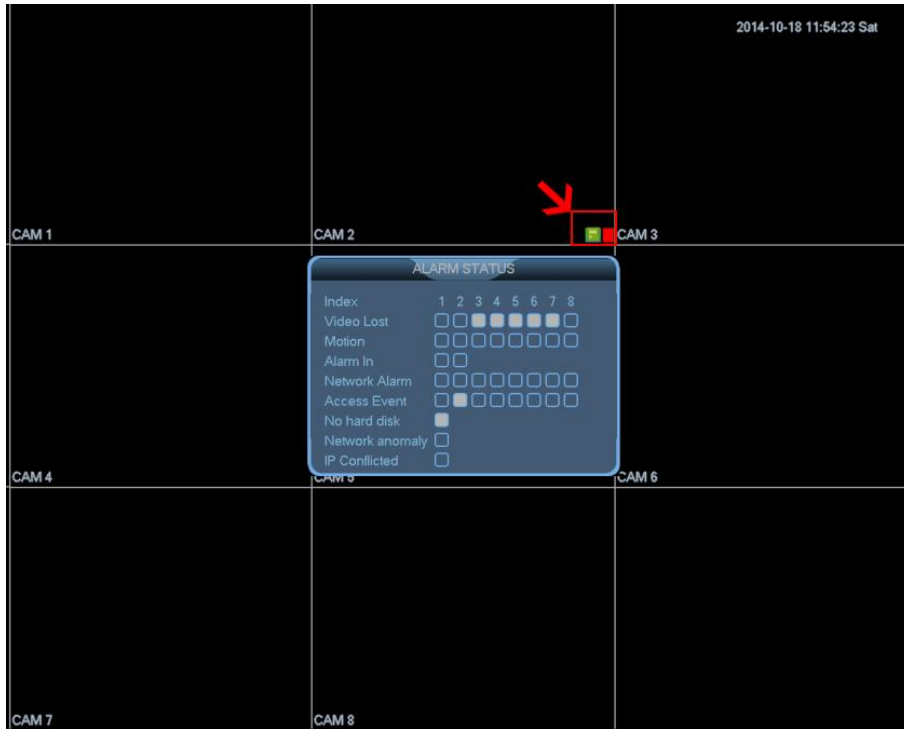 2014-10-18 11:54:23 Sat
CAM 1
CAM 2
CAM 3
ALARM STATUS
Index 1 2 3 4 5 6 7 8
Video Lost
Motion
Alarm In
Network Alarm
Access Event
No hard disk
Network anomaly
IP Conflicted
CAM 4
CAM 5
CAM 6
CAM 7
CAM 8